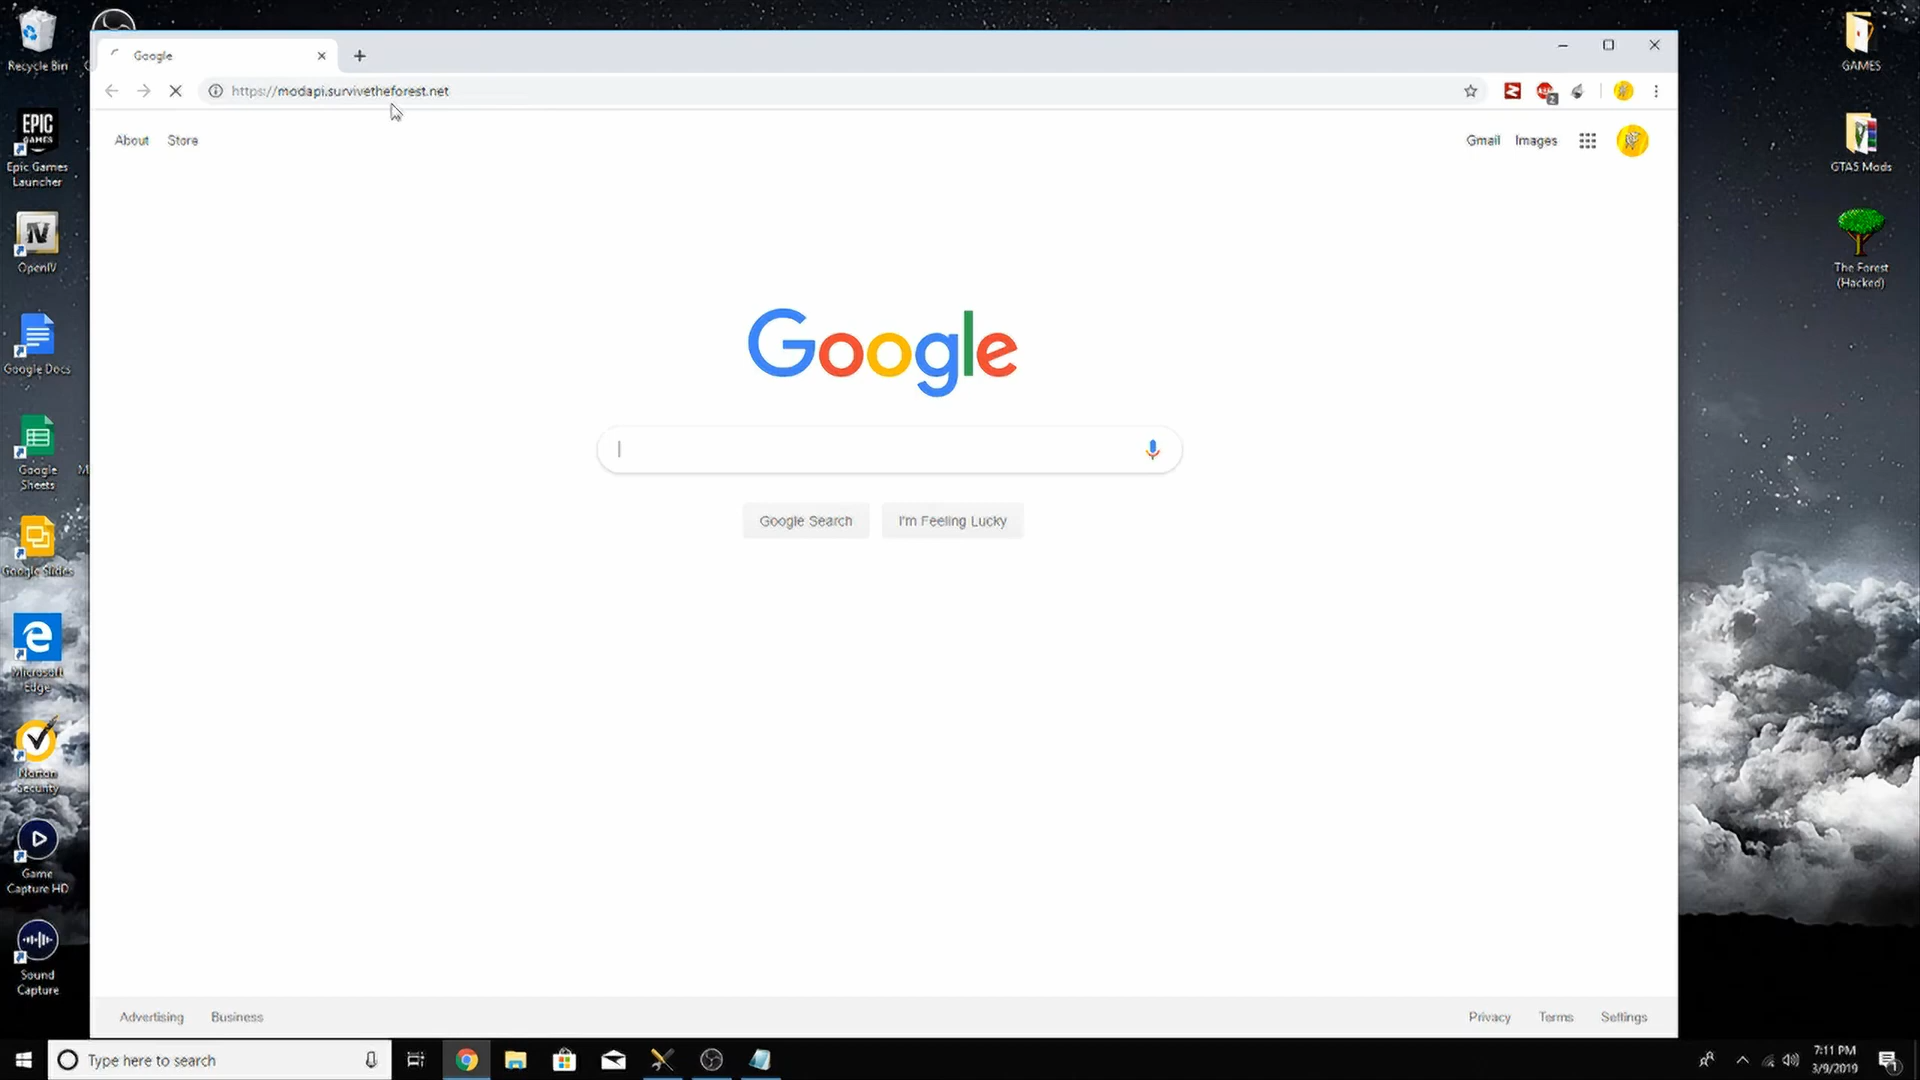 Google
https://modapi.survivetheforest.net
2
About
Store
Gmail
Images
Google
Google Search
I'm Feeling Lucky
Advertising
Business
Privacy
Terms
Settings
Recycle Bin
EPIC
GAMES
Epic Games
Launcher
IV
OpenIV
Google Docs
Google
Sheets
M
Google Slides
Microsoft
Edge
Norton
Security
Game
Capture HD
Sound
Capture
GAMES
GTA5 Mods
The Forest
(Hacked)
Type here to search
7:11 PM
3/9/2019
1